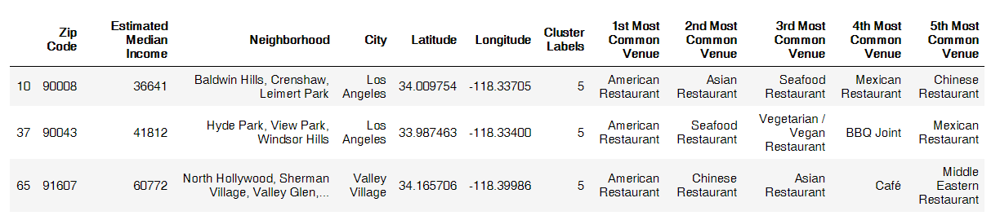 Zip Code Estimated Median Income Neighborhood City Latitude Longitude Cluster Labels 1st Most Common Venue 2nd Most Common Venue 3rd Most Common Venue 4th Most Common Venue 5th Most Common Venue
10 90008 36641 Baldwin Hills, Crenshaw, Leimert Park Los Angeles 34.009754 -118.33705 5 American Restaurant Asian Restaurant Seafood Restaurant Mexican Restaurant Chinese Restaurant
37 90043 41812 Hyde Park, View Park, Windsor Hills Los Angeles 33.987463 -118.33400 5 American Restaurant Seafood Restaurant Vegetarian / Vegan Restaurant BBQ Joint Mexican Restaurant
65 91607 60772 North Hollywood, Sherman Village, Valley Glen,... Valley Village 34.165706 -118.39986 5 American Restaurant Chinese Restaurant Asian Restaurant Café Middle Eastern Restaurant